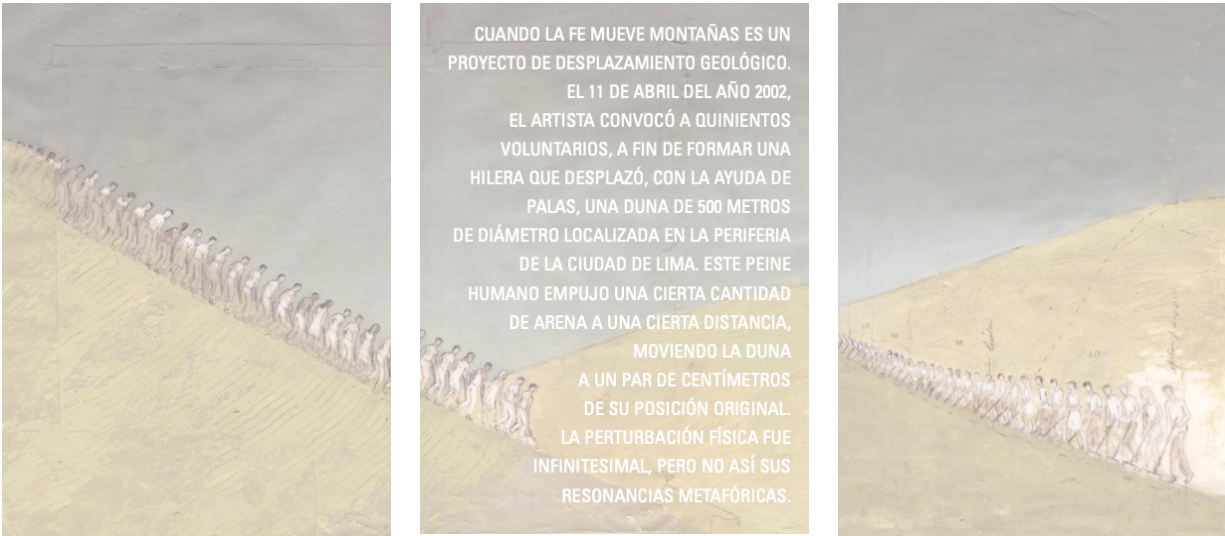 CUANDO LA FE MUEVE MONTAÑAS ES UN
PROYECTO DE DESPLAZAMIENTO GEOLÓGICO.
EL 11 DE ABRIL DEL AÑO 2002,
EL ARTISTA CONVOCÓ A QUINIENTOS
VOLUNTARIOS, A FIN DE FORMAR UNA
HILERA QUE DESPLAZÓ, CON LA AYUDA DE
PALAS, UNA DUNA DE 500 METROS
DE DIÁMETRO LOCALIZADA EN LA PERIFERIA
DE LA CIUDAD DE LIMA. ESTE PEINE
HUMANO EMPUJO UNA CIERTA CANTIDAD
DE ARENA A UNA CIERTA DISTANCIA,
MOVIENDO LA DUNA
A UN PAR DE CENTÍMETROS
DE SU POSICIÓN ORIGINAL.
LA PERTURBACIÓN FÍSICA FUE
INFINITESIMAL, PERO NO ASÍ SUS
RESONANCIAS METAFÓRICAS.